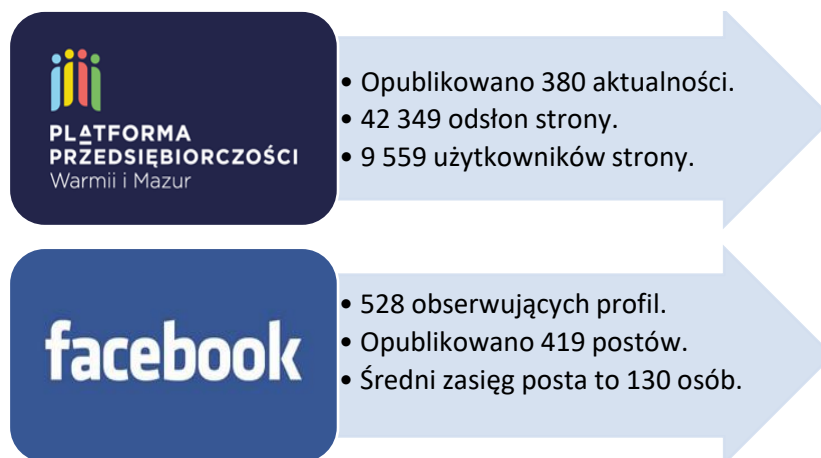 PLATFORMA
PRZEDSIĘBIORCZOŚCI
Warmii i Mazur
• Opublikowano 380 aktualności.
• 42 349 odsłon strony.
• 9 559 użytkowników strony.
facebook
• 528 obserwujących profil.
• Opublikowano 419 postów.
• Średni zasięg posta to 130 osób.